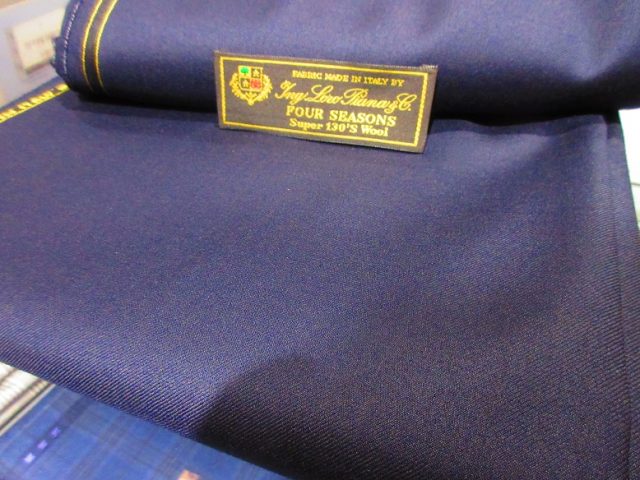 FABRIC MADE IN ITALY BY
Ing. Loro Piana & C.
FOUR SEASONS
Super 130'S Wool